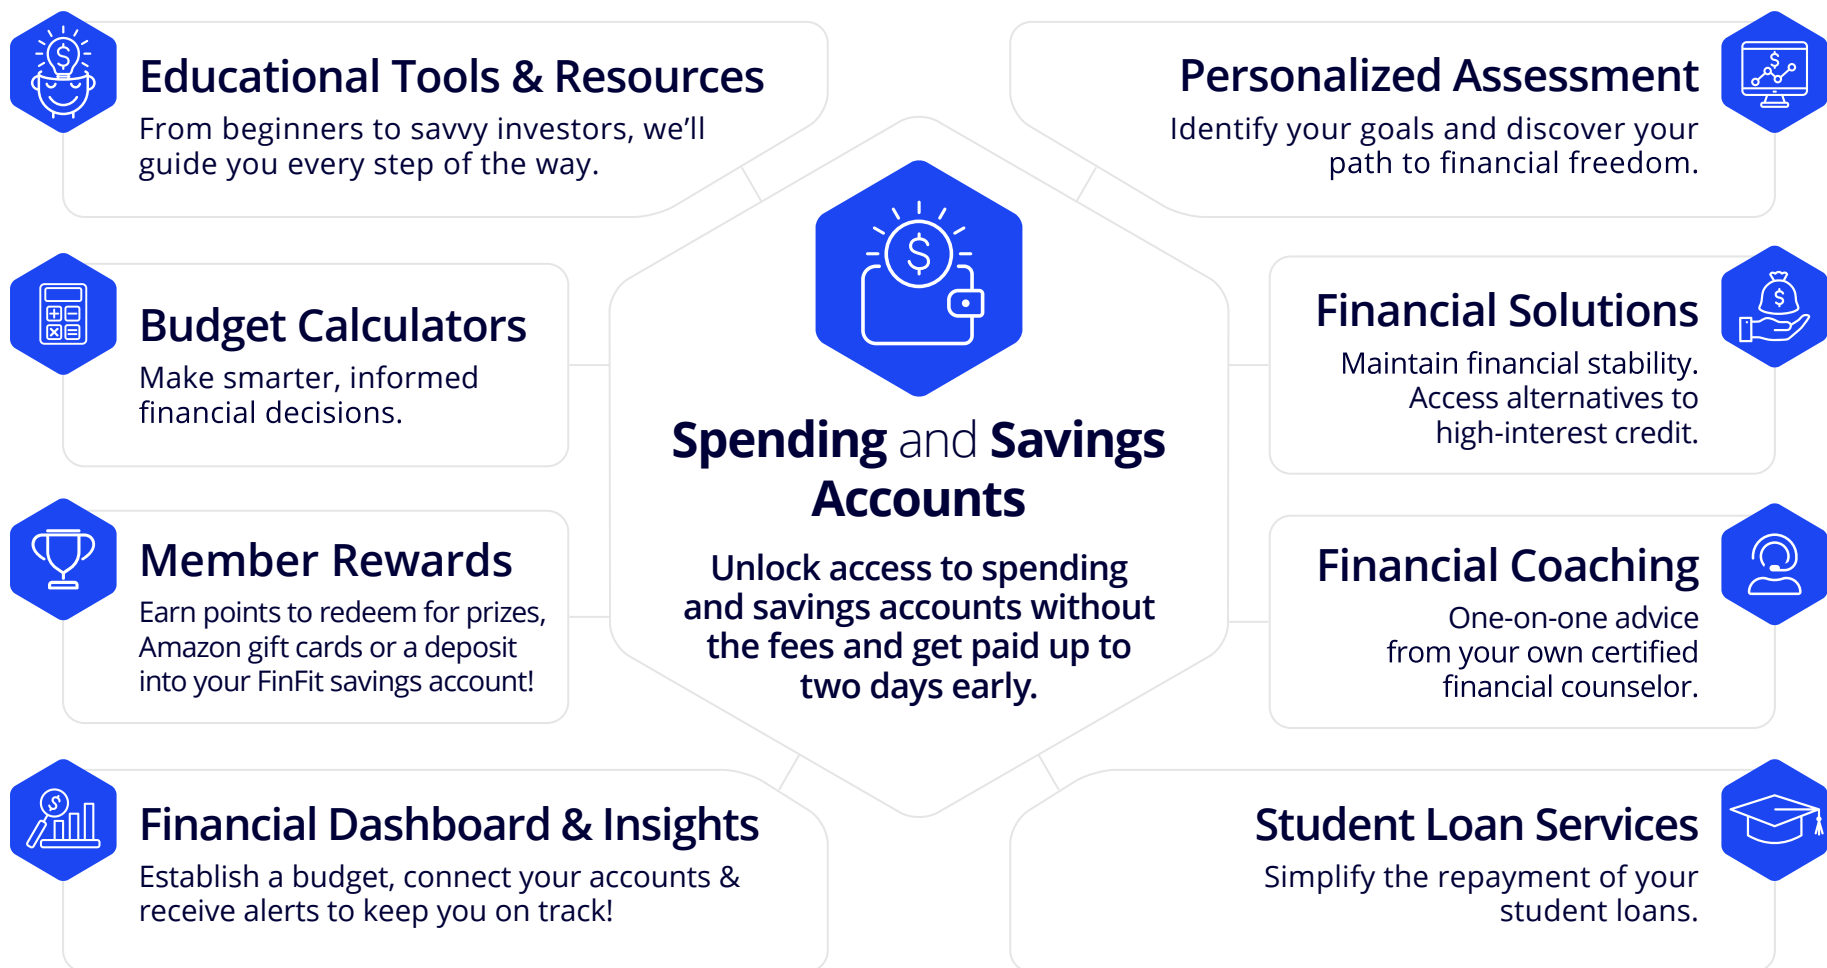 Educational Tools & Resources
From beginners to savvy investors, we’ll
guide you every step of the way.
Personalized Assessment
Identify your goals and discover your
path to financial freedom.
Budget Calculators
Make smarter, informed
financial decisions.
Spending and Savings
Accounts
Unlock access to spending
and savings accounts without
the fees and get paid up to
two days early.
Financial Solutions
Maintain financial stability.
Access alternatives to
high-interest credit.
Member Rewards
Earn points to redeem for prizes,
Amazon gift cards or a deposit
into your FinFit savings account!
Financial Coaching
One-on-one advice
from your own certified
financial counselor.
Financial Dashboard & Insights
Establish a budget, connect your accounts &
receive alerts to keep you on track!
Student Loan Services
Simplify the repayment of your
student loans.